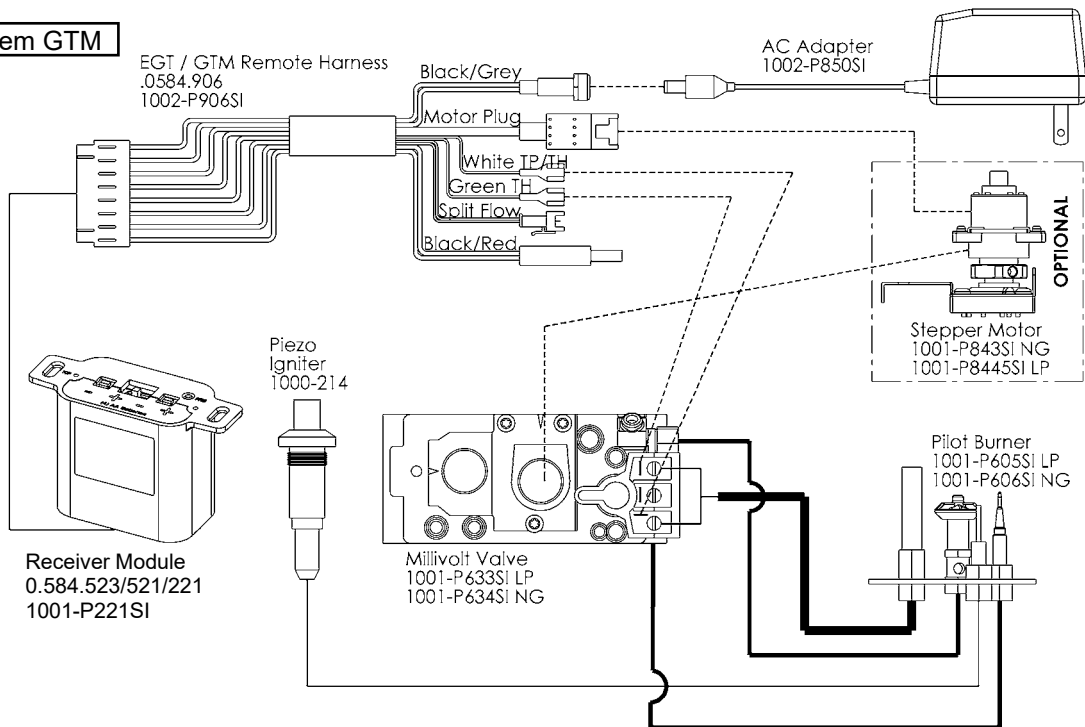 em GTM
EGT / GTM Remote Harness
.0584.906
1002-P906SI
Black/Grey
Motor Plug
White TP/TH
Green TH
Split Flow
Black/Red
AC Adapter
1002-P850SI
OPTIONAL
Stepper Motor
1001-P843SI NG
1001-P8445SI LP
Piezo
Igniter
1000-214
Receiver Module
0.584.523/521/221
1001-P221SI
Millivolt Valve
1001-P633SI LP
1001-P634SI NG
Pilot Burner
1001-P605SI LP
1001-P606SI NG